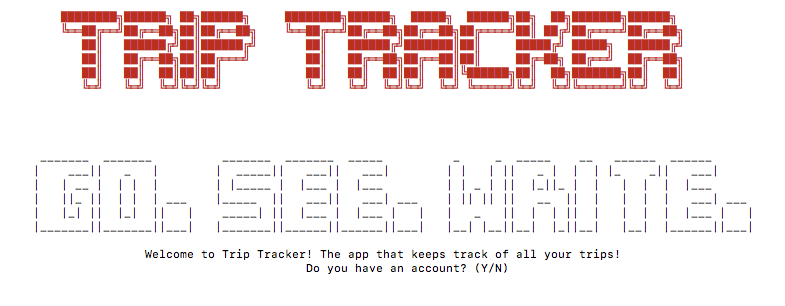 TRIP TRACKER
GO. SEE. WRITE.
Welcome to Trip Tracker! The app that keeps track of all your trips!
Do you have an account? (Y/N)